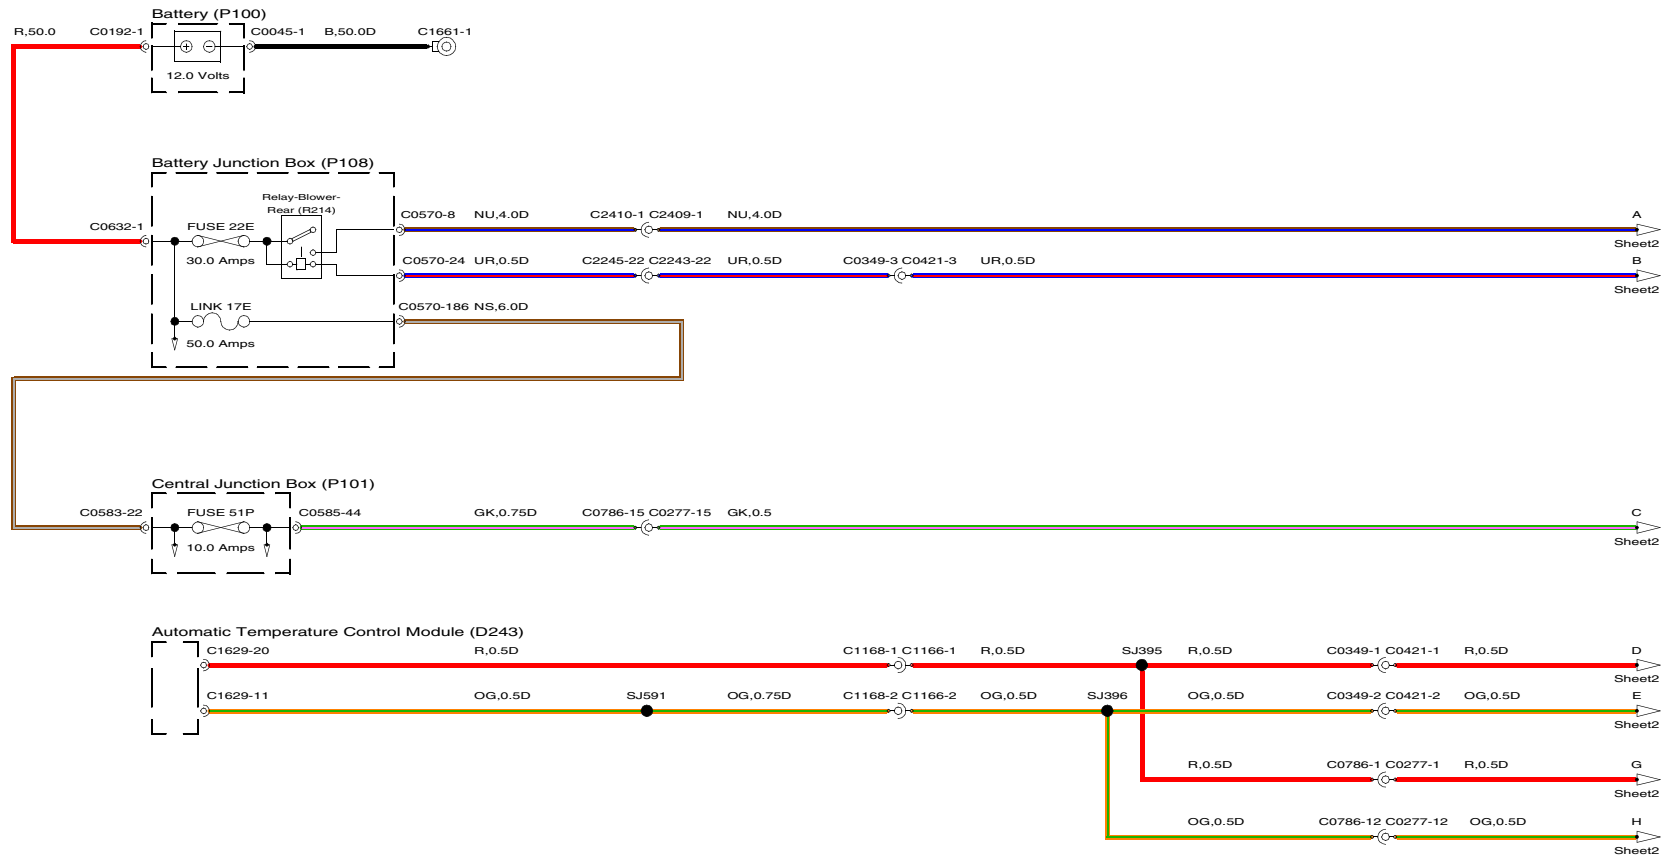 Battery (P100)
R,50.0 C0192-1 C0045-1 B,50.0D C1661-1
12.0 Volts
Battery Junction Box (P108)
Relay-Blower-
Rear (R214)
C0570-8 NU,4.0D C2410-1 C2409-1 NU,4.0D A
C0632-1 FUSE 22E
Sheet2
30.0 Amps C0570-24 UR,0.5D C2245-22 C2243-22 UR,0.5D C0349-3 C0421-3 UR,0.5D B
Sheet2
LINK 17E C0570-186 NS,6.0D
50.0 Amps
Central Junction Box (P101)
C0583-22 FUSE 51P C0585-44 GK,0.75D C0786-15 C0277-15 GK,0.5 C
Sheet2
10.0 Amps
Automatic Temperature Control Module (D243)
C1629-20 R,0.5D C1168-1 C1166-1 R,0.5D SJ395 R,0.5D C0349-1 C0421-1 R,0.5D D
Sheet2
C1629-11 OG,0.5D SJ591 OG,0.75D C1168-2 C1166-2 OG,0.5D SJ396 OG,0.5D C0349-2 C0421-2 OG,0.5D E
Sheet2
R,0.5D C0786-1 C0277-1 R,0.5D G
Sheet2
OG,0.5D C0786-12 C0277-12 OG,0.5D H
Sheet2